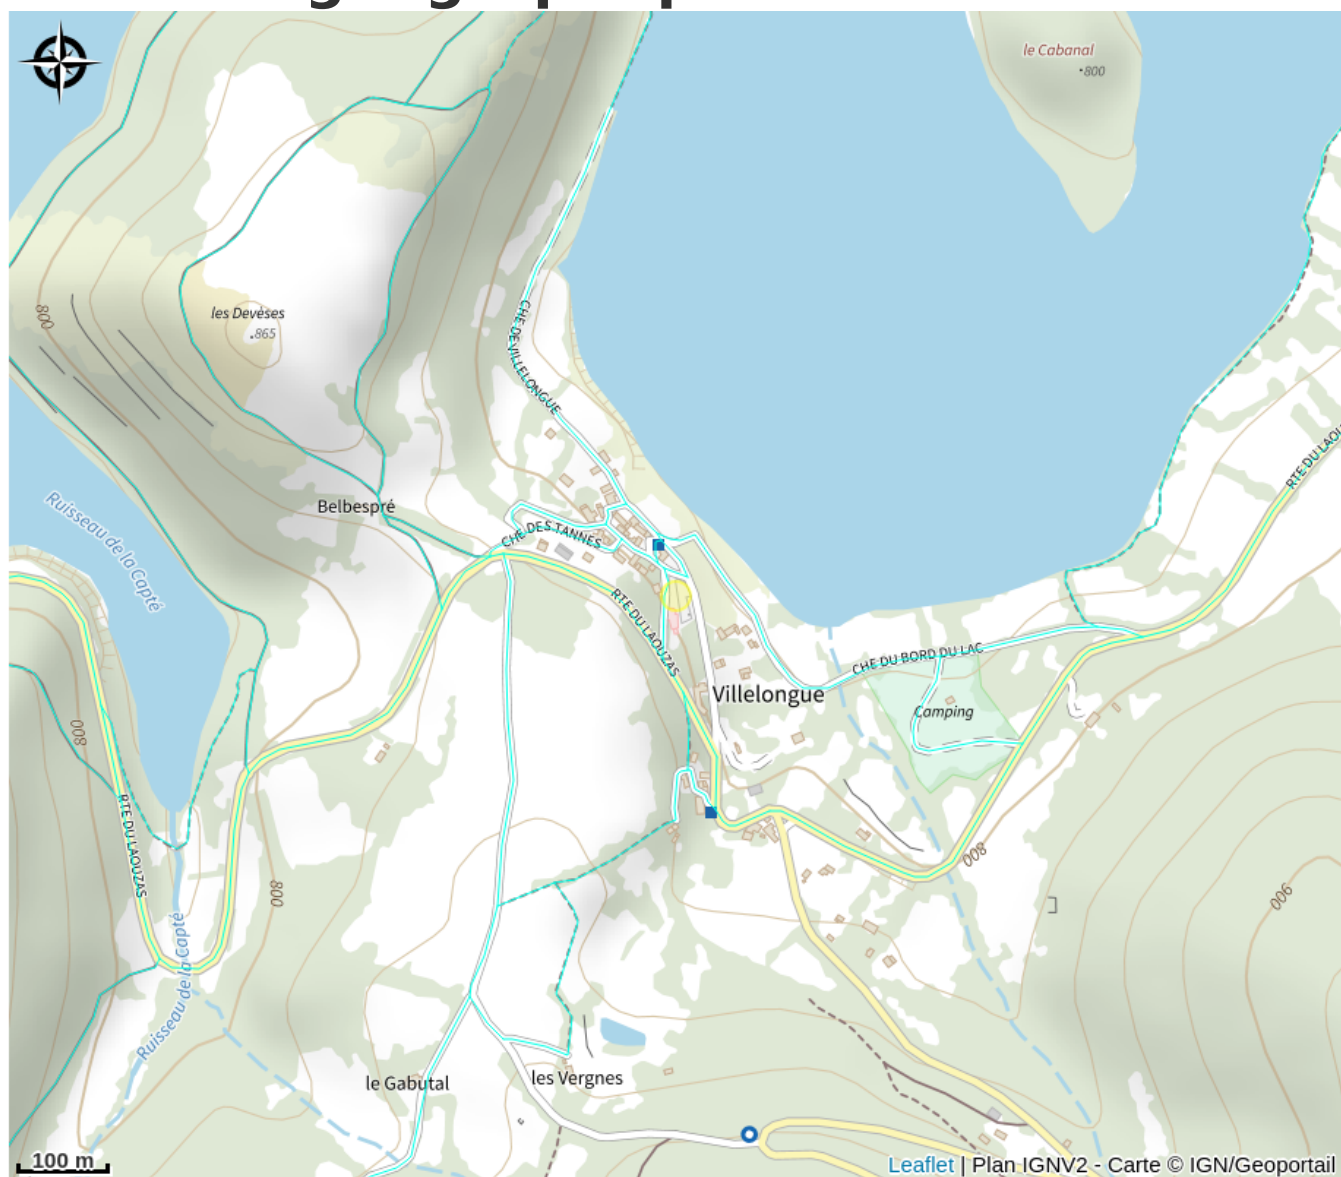 le Cabanal
800
CHE DE VILLELONGUE
les Devèses
865
800
RTE DU LAOU
Belbespré
CHE DES TANNES
Ruisseau de la Capté
RTE DU LAOUZAS
CHE DU BORD DU LAC
Villelongue
Camping
800
RTE DU LAOUZAS
800
800
900
Ruisseau de la Capté
le Gabutal
les Vergnes
100 m
Leaflet | Plan IGNV2 - Carte © IGN/Geoportail